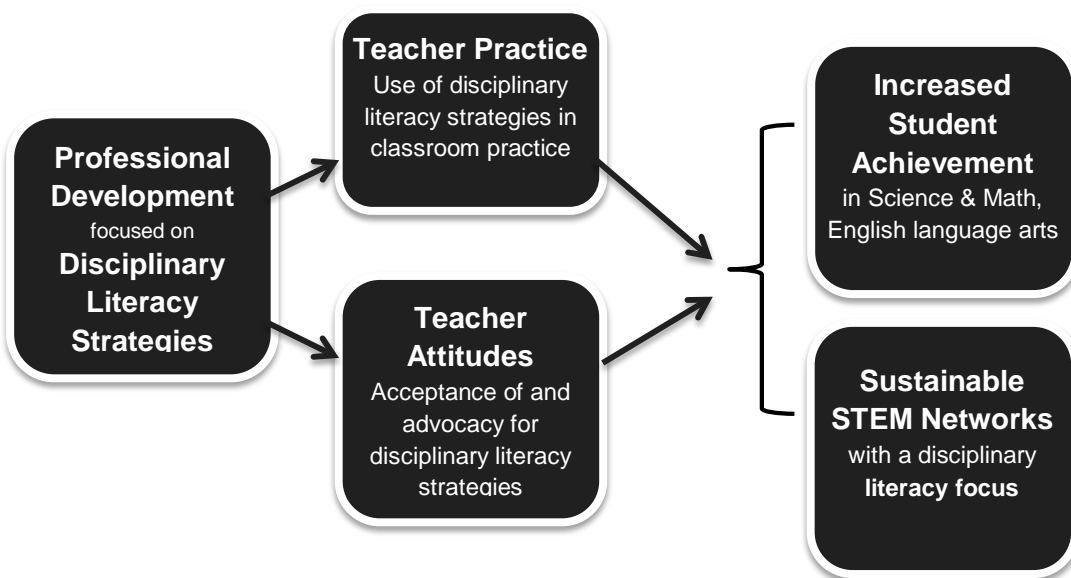 Professional
Development
focused on
Disciplinary
Literacy
Strategies
Teacher Practice
Use of disciplinary
literacy strategies in
classroom practice
Teacher
Attitudes
Acceptance of and
advocacy for
disciplinary literacy
strategies
Increased
Student
Achievement
in Science & Math,
English language arts
Sustainable
STEM Networks
with a disciplinary
literacy focus